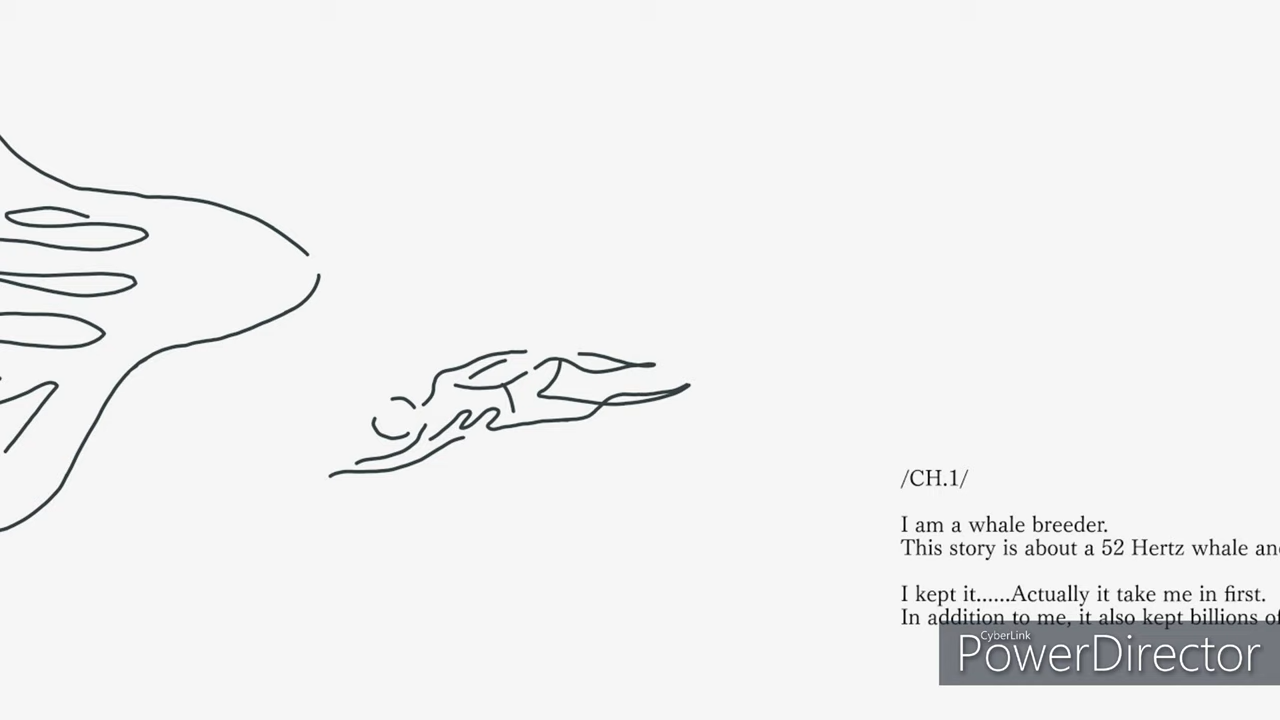 /CH.1/
I am a whale breeder.
This story is about a 52 Hertz whale
I kept it......Actually it take me in first.
In addition to me, it also kept billions of
CyberLink
PowerDirector